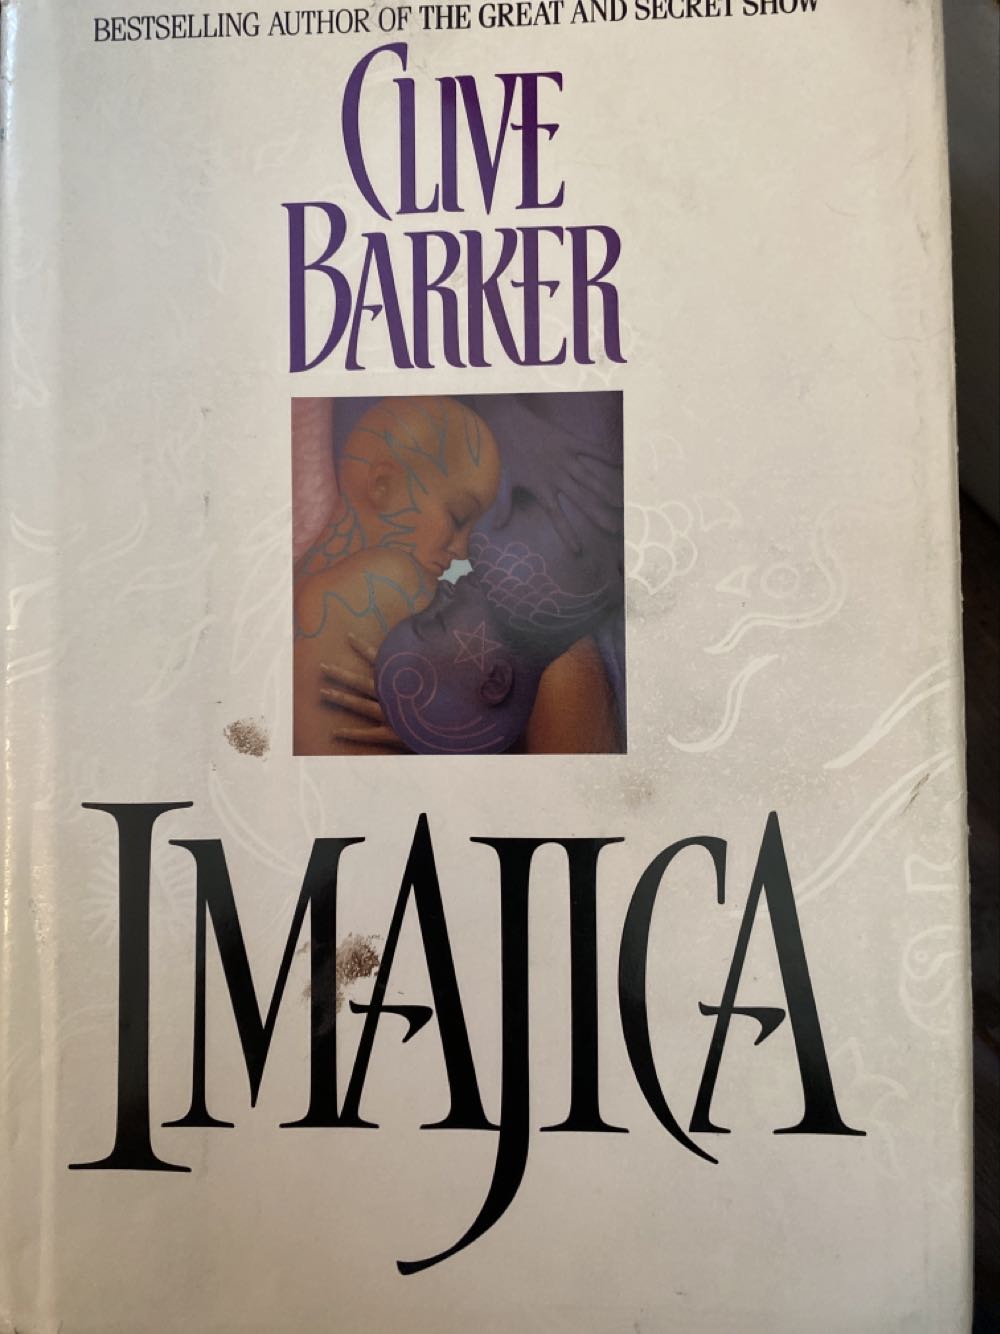 BESTSELLING AUTHOR OF THE GREAT AND SECRET SHOW
CLIVE
BARKER
IMAJICA